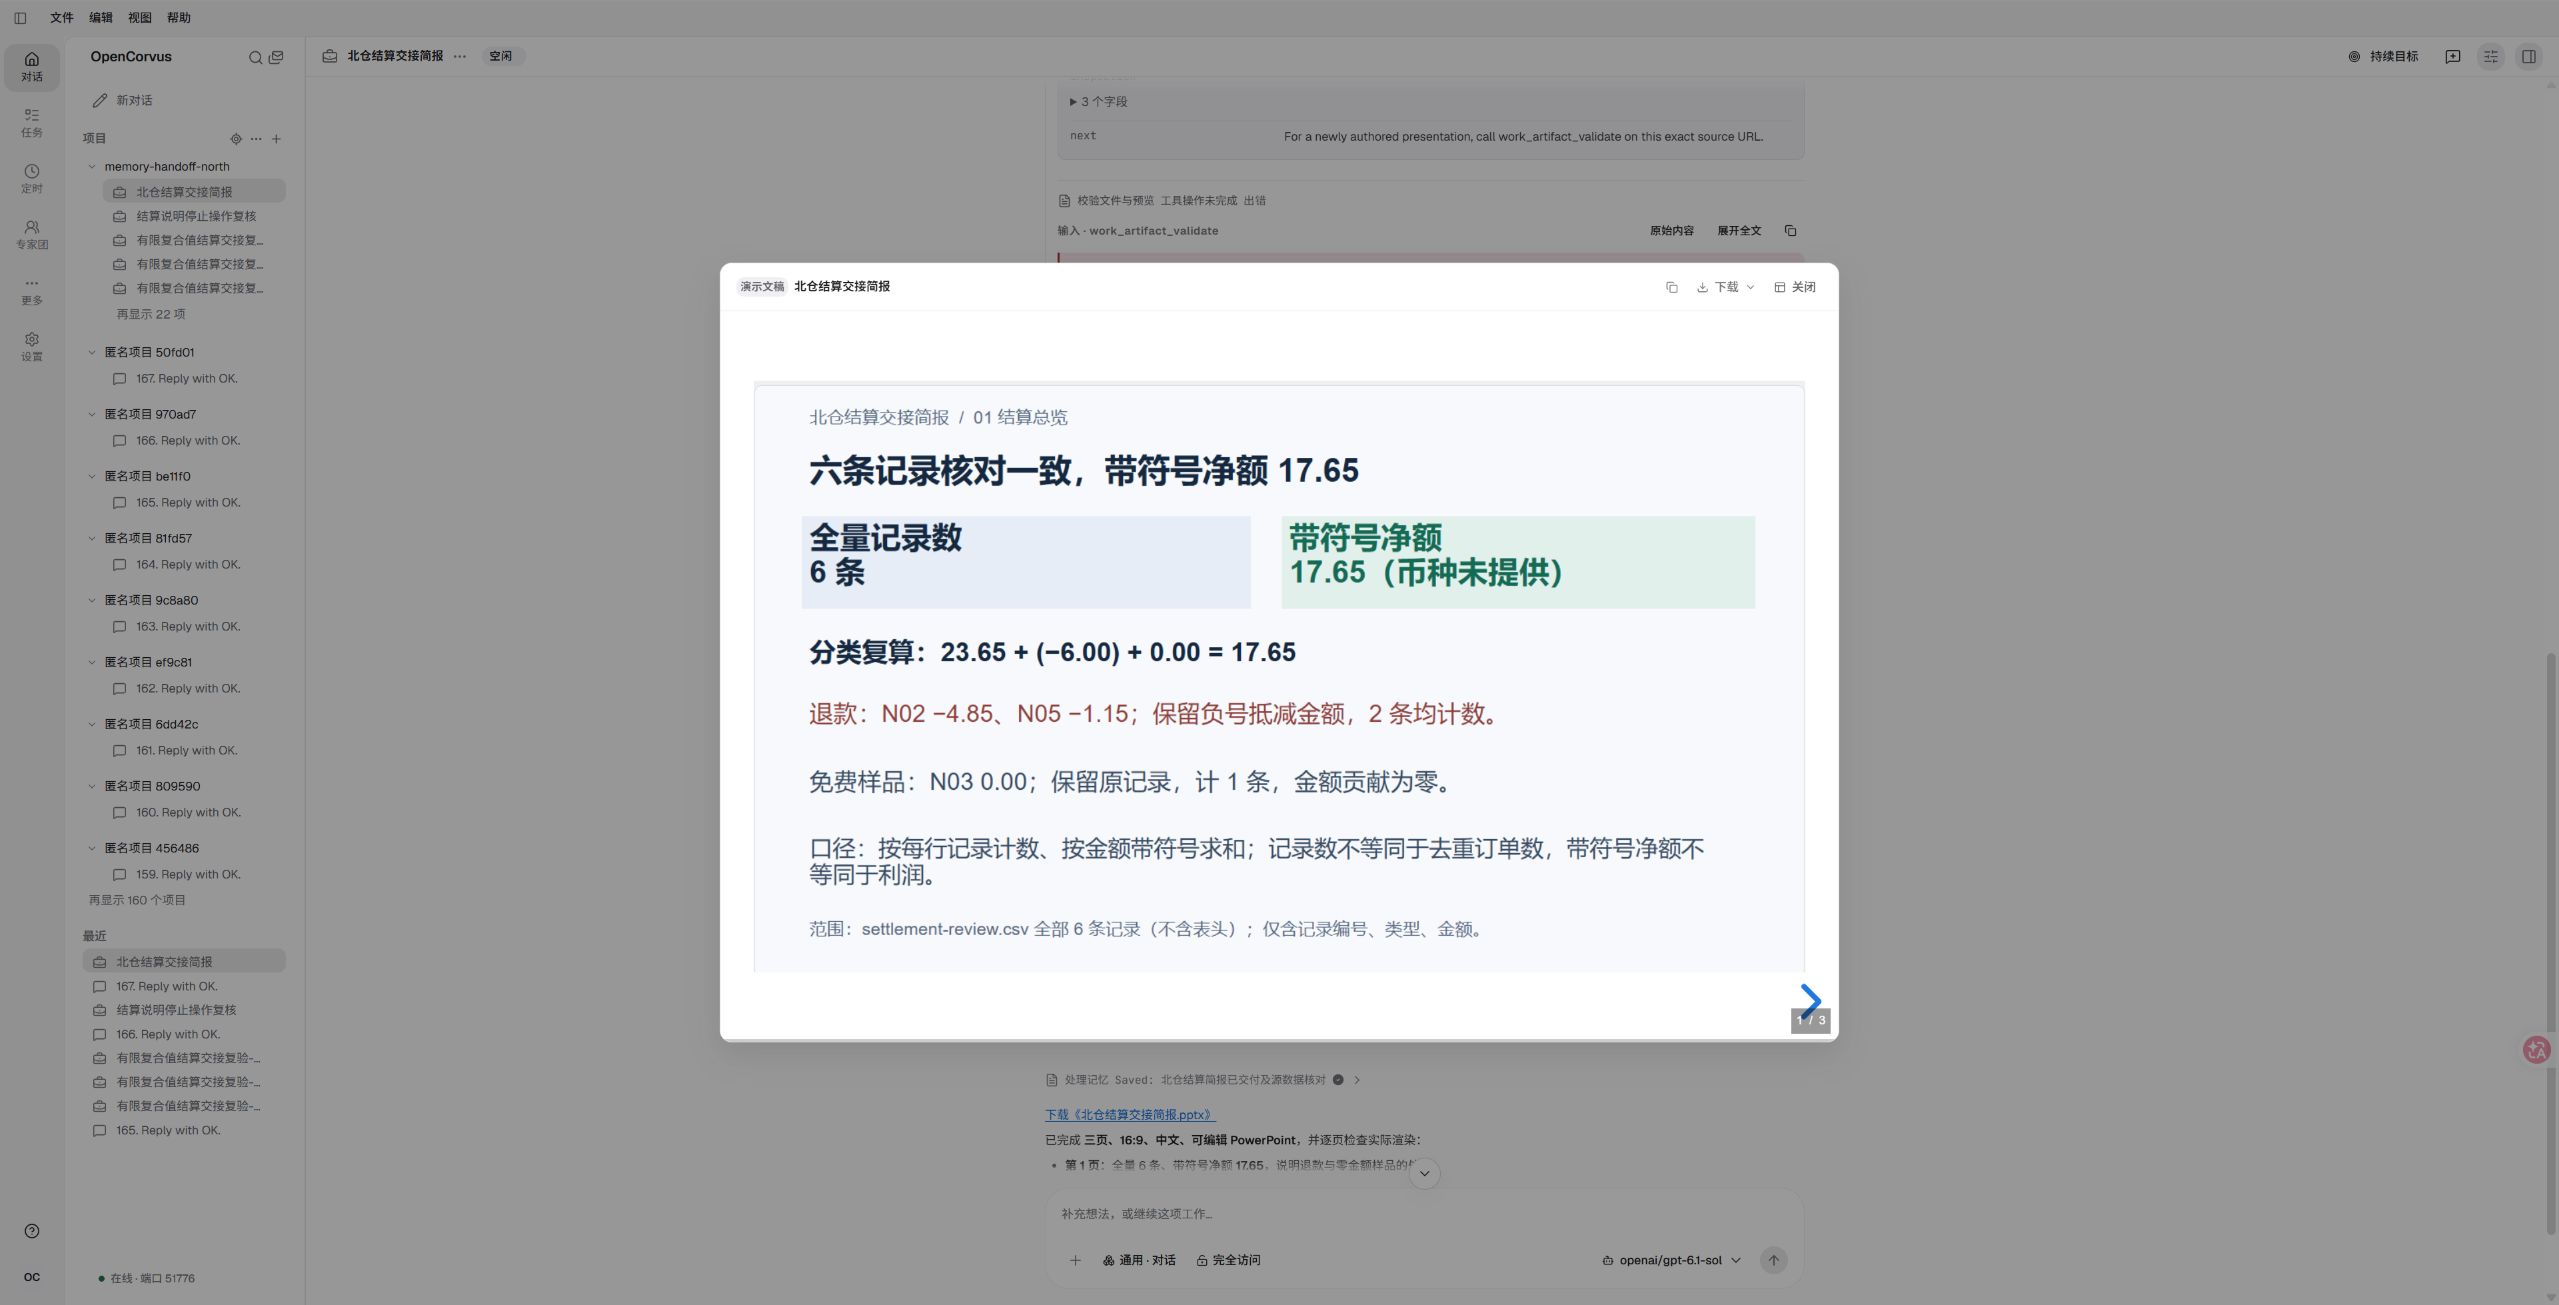 文件 编辑 视图 帮助
对话
任务
定时
专家团
更多
设置
OC
OpenCorvus
新对话
项目
memory-handoff-north
北仓结算交接简报
结算说明停止操作复核
有限复合值结算交接复...
有限复合值结算交接复...
有限复合值结算交接复...
再显示 22 项
匿名项目 50fd01
167. Reply with OK.
匿名项目 970ad7
166. Reply with OK.
匿名项目 be11f0
165. Reply with OK.
匿名项目 81fd57
164. Reply with OK.
匿名项目 9c8a80
163. Reply with OK.
匿名项目 ef9c81
162. Reply with OK.
匿名项目 6dd42c
161. Reply with OK.
匿名项目 809590
160. Reply with OK.
匿名项目 456486
159. Reply with OK.
再显示 160 个项目
最近
北仓结算交接简报
167. Reply with OK.
结算说明停止操作复核
166. Reply with OK.
有限复合值结算交接复验-...
有限复合值结算交接复验-...
有限复合值结算交接复验-...
165. Reply with OK.
在线 · 端口 51776
北仓结算交接简报 ... 空闲
持续目标
3 个字段
next For a newly authored presentation, call work_artifact_validate on this exact source URL.
校验文件与预览 工具操作未完成 出错
输入 · work_artifact_validate 原始内容 展开全文
演示文稿 北仓结算交接简报 下载 关闭
北仓结算交接简报 / 01 结算总览
六条记录核对一致，带符号净额 17.65
全量记录数
6 条
带符号净额
17.65（币种未提供）
分类复算：23.65 + (−6.00) + 0.00 = 17.65
退款：N02 −4.85、N05 −1.15；保留负号抵减金额，2 条均计数。
免费样品：N03 0.00；保留原记录，计 1 条，金额贡献为零。
口径：按每行记录计数、按金额带符号求和；记录数不等同于去重订单数，带符号净额不
等同于利润。
范围：settlement-review.csv 全部 6 条记录（不含表头）；仅含记录编号、类型、金额。
1 / 3
处理记忆 Saved: 北仓结算简报已交付及源数据核对
下载《北仓结算交接简报.pptx》
已完成 三页、16:9、中文、可编辑 PowerPoint，并逐页检查实际渲染：
• 第 1 页：全量 6 条、带符号净额 17.65，说明退款与零金额样品的
补充想法，或继续这项工作...
通用 · 对话 完全访问 openai/gpt-6.1-sol